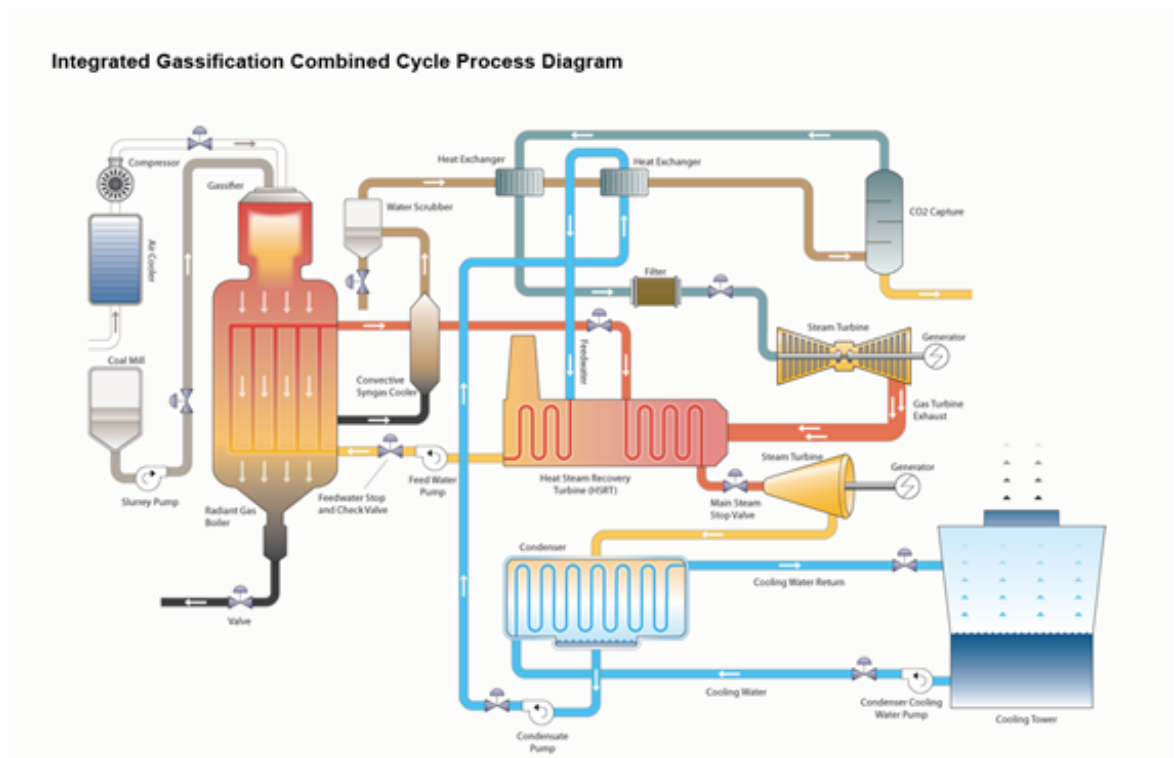 Integrated Gassification Combined Cycle Process Diagram
Compressor
Gassifier
Air Cooler
Coal Mill
Slurrey Pump
Radiant Gas
Boiler
Valve
Water Scrubber
Convective
Syngas Cooler
Feedwater Stop
and Check Valve
Feed Water
Pump
Heat Exchanger
Heat Exchanger
CO2 Capture
Filter
Feedwater
Steam Turbine
Generator
Gas Turbine
Exhaust
Heat Steam Recovery
Turbine (HSRT)
Main Steam
Stop Valve
Steam Turbine
Generator
Condenser
Cooling Water Return
Cooling Water
Condensate
Pump
Condenser Cooling
Water Pump
Cooling Tower